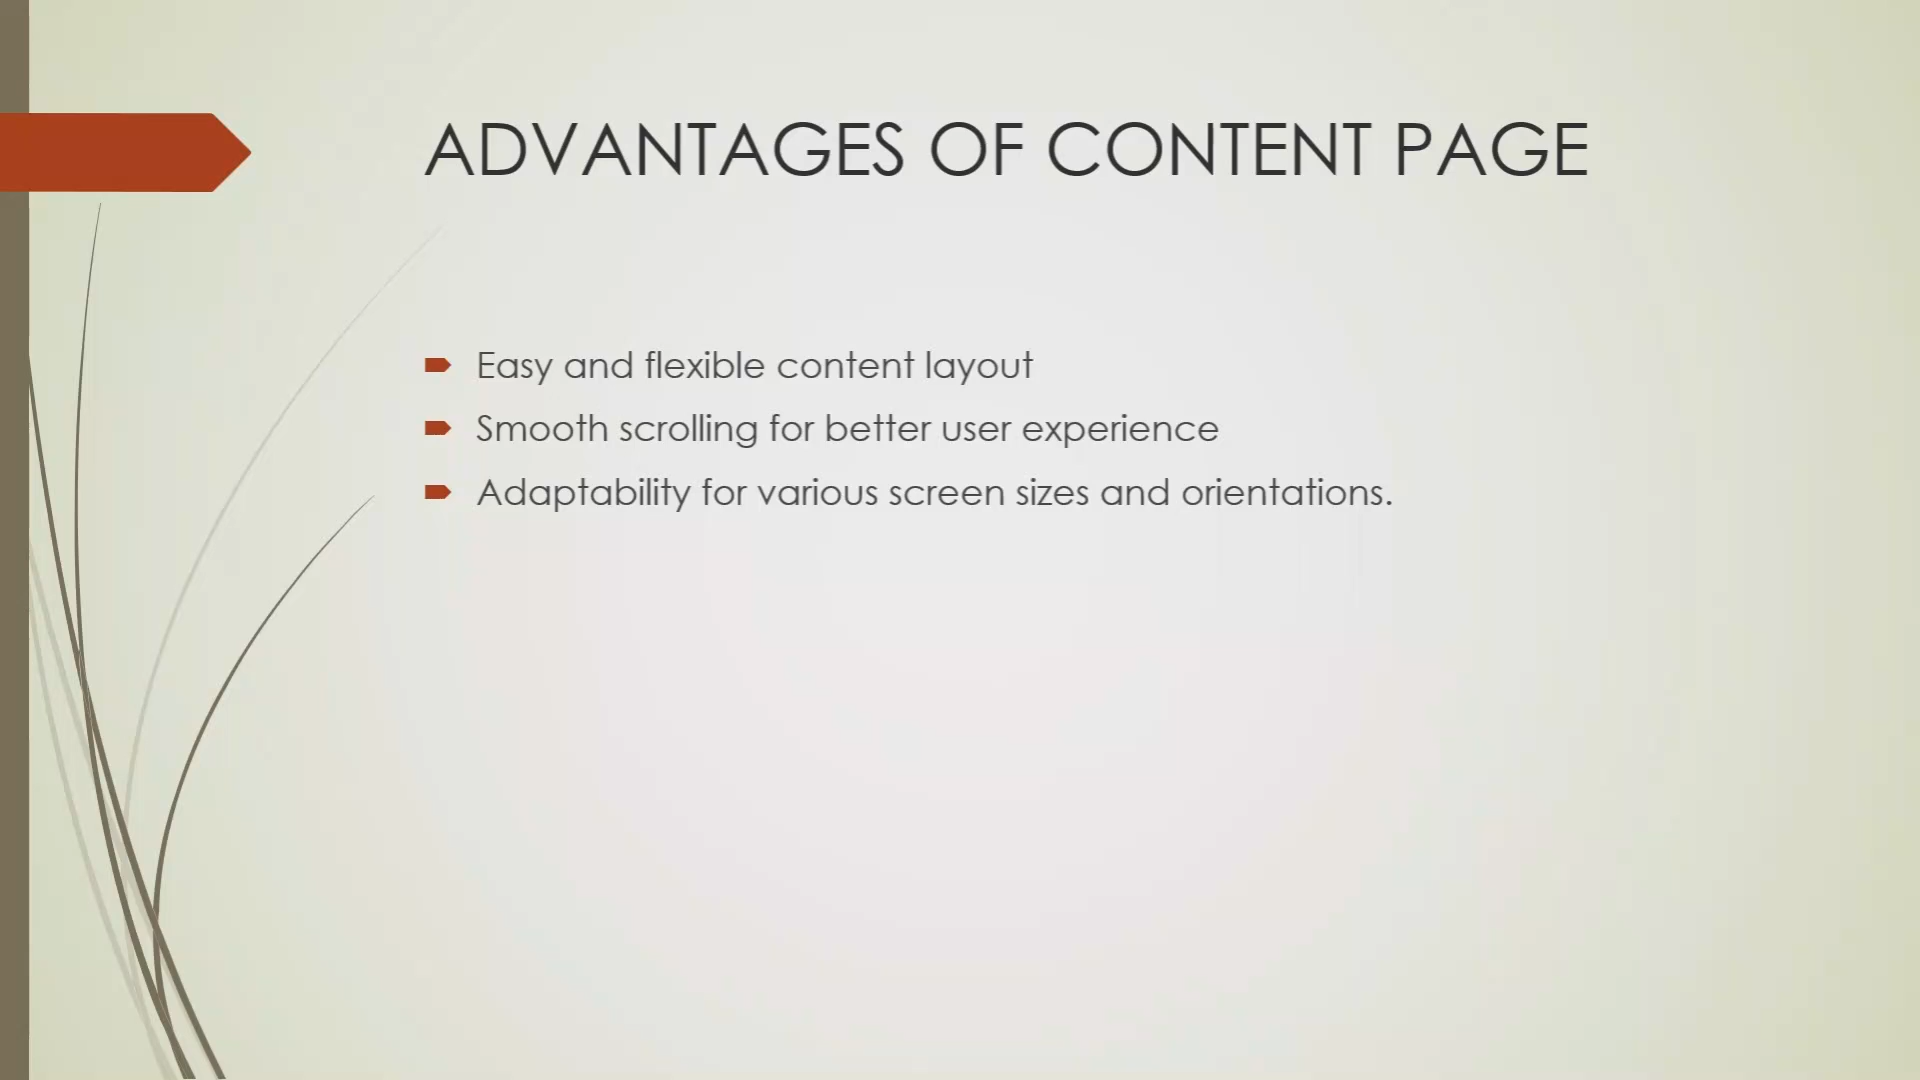 ADVANTAGES OF CONTENT PAGE
Easy and flexible content layout
Smooth scrolling for better user experience
Adaptability for various screen sizes and orientations.